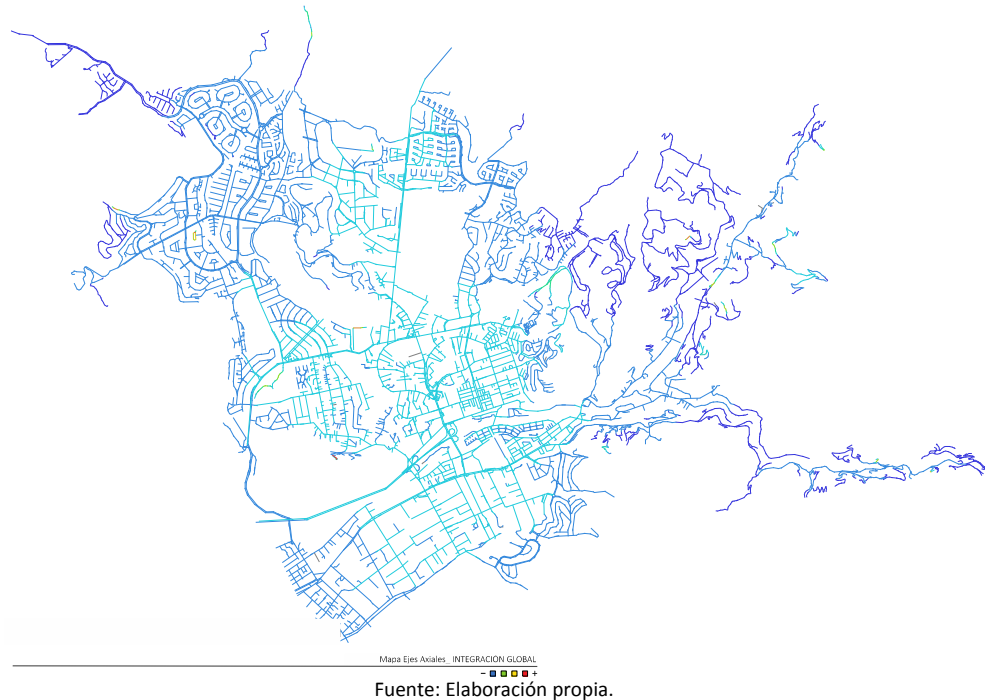 Mapa Ejes Axiales_ INTEGRACIÓN GLOBAL
- +
Fuente: Elaboración propia.